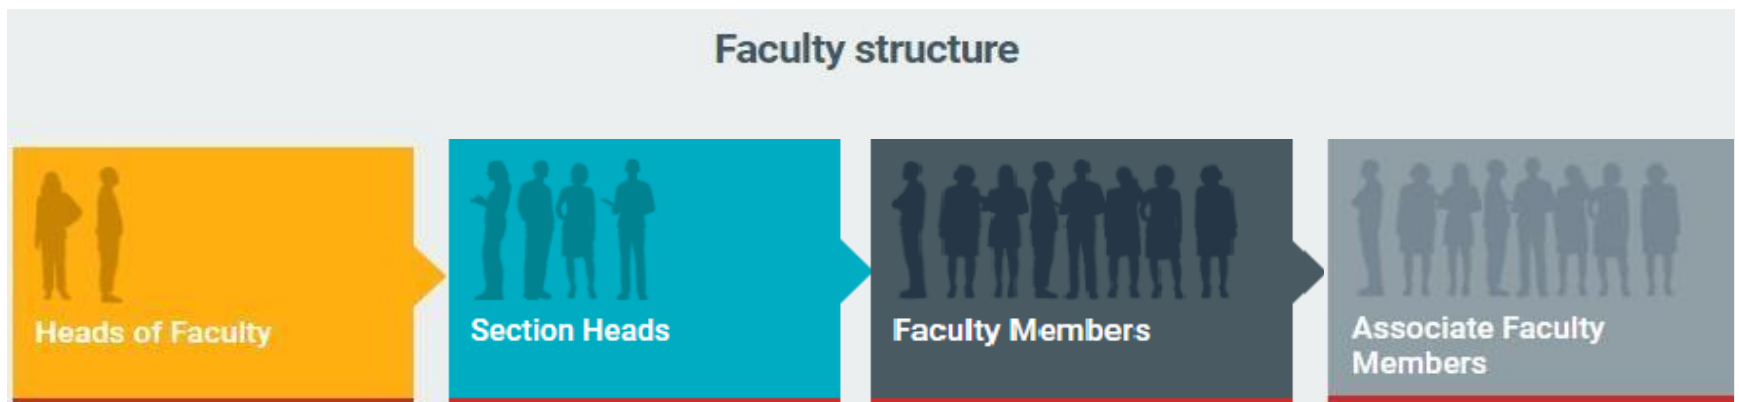 Faculty structure
Heads of Faculty
Section Heads
Faculty Members
Associate Faculty
Members